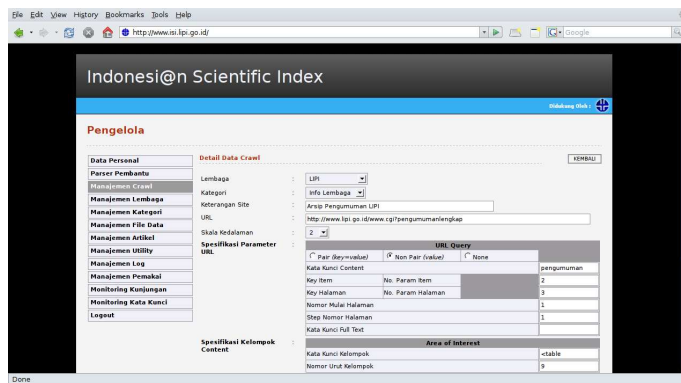 File Edit View History Bookmarks Tools Help
http://www.isi.lipi.go.id/
Google
Indonesi@n Scientific Index
Didukung Oleh :
Pengelola
Data Personal
Parser Pembantu
Manajemen Crawl
Manajemen Lembaga
Manajemen Kategori
Manajemen File Data
Manajemen Artikel
Manajemen Utility
Manajemen Log
Manajemen Pemakai
Monitoring Kunjungan
Monitoring Kata Kunci
Logout
Detail Data Crawl
KEMBALI
Lembaga : LIPI
Kategori : Info Lembaga
Keterangan Site : Arsip Pengumuman LIPI
URL : http://www.lipi.go.id/www.cgi?pengumumanlengkap
Skala Kedalaman : 2
Spesifikasi Parameter URL :
URL Query
Pair (key=value) Non Pair (value) None
Kata Kunci Content pengumuman
Key Item No. Param Item 2
Key Halaman No. Param Halaman 3
Nomor Mulai Halaman 1
Step Nomor Halaman 1
Kata Kunci Full Text
Spesifikasi Kelompok Content :
Area of Interest
Kata Kunci Kelompok <table
Nomor Urut Kelompok 9
Done